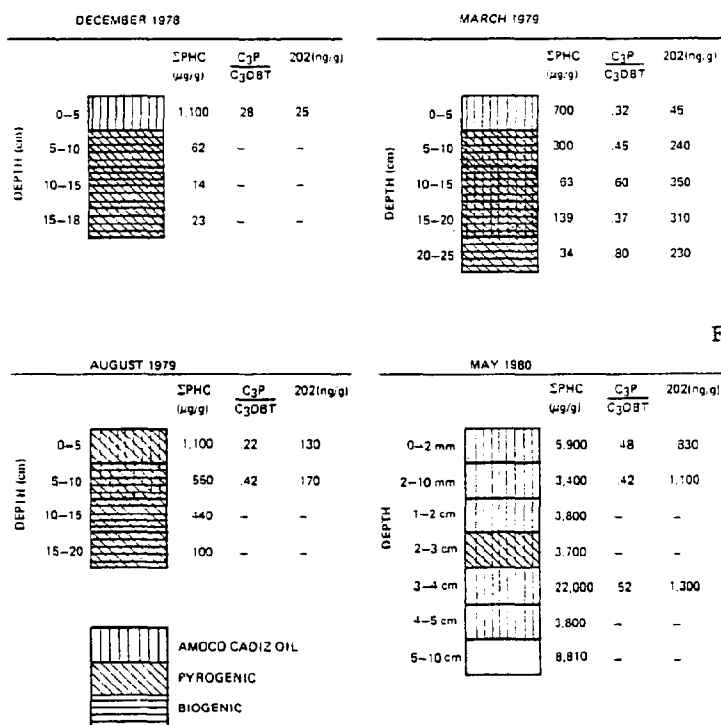 DECEMBER 1978
ΣPHC C3P 202(ng/g)
(µg/g) C3DBT
DEPTH (cm)
0–5 1,100 28 25
5–10 62 – –
10–15 14 – –
15–18 23 – –
MARCH 1979
ΣPHC C3P 202(ng/g)
(µg/g) C3DBT
DEPTH (cm)
0–5 700 .32 45
5–10 300 .45 240
10–15 63 60 350
15–20 139 .37 310
20–25 34 .80 230
F
AUGUST 1979
ΣPHC C3P 202(ng/g)
(µg/g) C3DBT
DEPTH (cm)
0–5 1,100 .22 130
5–10 550 .42 170
10–15 440 – –
15–20 100 – –
MAY 1980
ΣPHC C3P 202(ng/g)
(µg/g) C3DBT
DEPTH
0–2 mm 5,900 48 830
2–10 mm 3,400 .42 1,100
1–2 cm 3,800 – –
2–3 cm 3,700 – –
3–4 cm 22,000 52 1,300
4–5 cm 3,800 – –
5–10 cm 8,810 – –
AMOCO CADIZ OIL
PYROGENIC
BIOGENIC